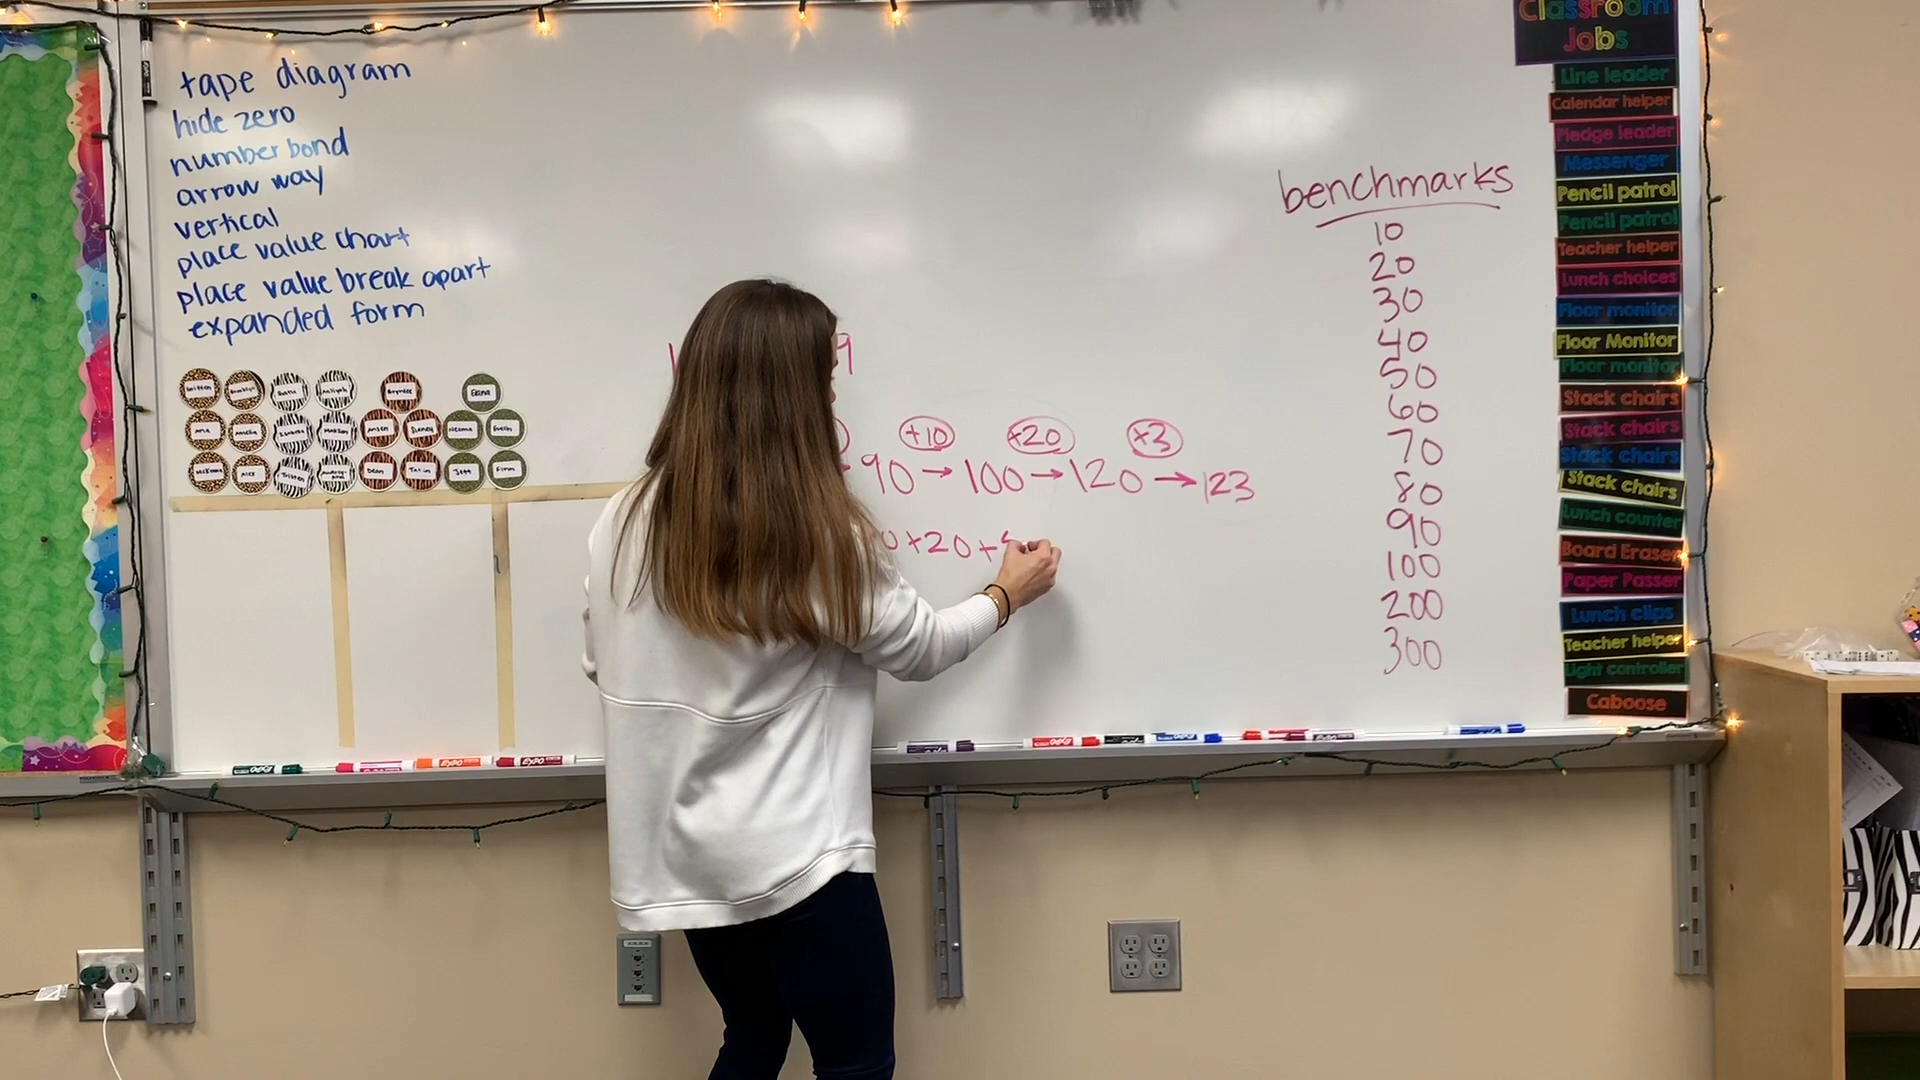 tape diagram
hide zero
number bond
arrow way
vertical
place value chart
place value break apart
expanded form
benchmarks
10
20
30
40
50
60
70
80
90
100
200
300
9
+10 +20 +3
90 → 100 → 120 → 123
0+20+
Classroom
Jobs
Line leader
Calendar helper
Pledge leader
Messenger
Pencil patrol
Pencil patrol
Teacher helper
Lunch choices
Floor monitor
Floor Monitor
Floor monitor
Stack chairs
Stack chairs
Stack chairs
Stack chairs
Lunch counter
Board Eraser
Paper Passer
Lunch clips
Teacher helper
Light controller
Caboose
EXPO
EXPO